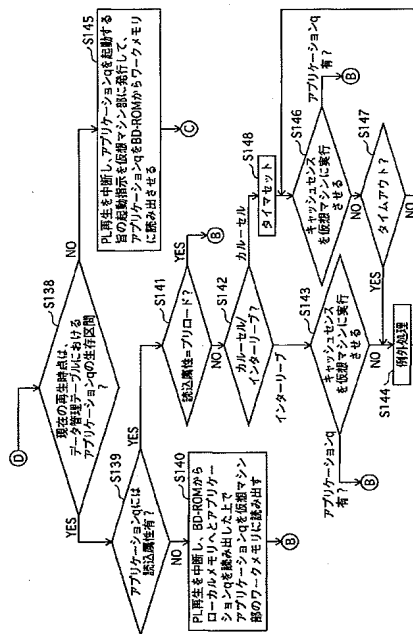 D
S138
現在の再生時点は、
データ管理テーブルにおける
アプリケーションqの生存区間
?
YES
NO
S145
PL再生を中断し、アプリケーションqを起動する
旨の起動指示を仮想マシン部に発行して、
アプリケーションqをBD-ROMからワークメモリ
に読み出させる
C
S139
アプリケーションqには
読込属性有?
YES
NO
S140
PL再生を中断し、BD-ROMから
ローカルメモリへとアプリケー
ションqを読み出した上で
アプリケーションqを仮想マシン
部のワークメモリに読み出す
B
S141
読込属性=プリロード?
YES
B
NO
S142
カルーセル/
インターリーブ?
カルーセル
インターリーブ
S148
タイマセット
S143
キャッシュセンス
を仮想マシンに実行
させる
アプリケーションq
有?
B
NO
S144
例外処理
S146
キャッシュセンス
を仮想マシンに実行
させる
アプリケーションq
有?
B
NO
S147
タイムアウト?
YES
NO